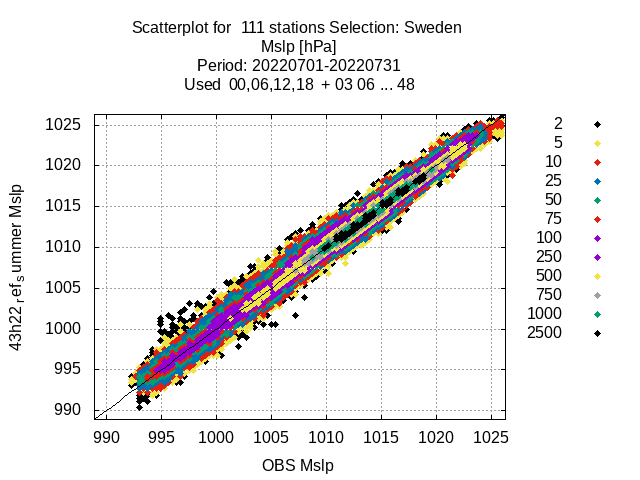 Scatterplot for  111 stations Selection: Sweden
Mslp [hPa]
Period: 20220701-20220731
Used  00,06,12,18  + 03 06 ... 48
43h22_ref_summer Mslp
1025
1020
1015
1010
1005
1000
995
990
990 995 1000 1005 1010 1015 1020 1025
OBS Mslp
2
5
10
25
50
75
100
250
500
750
1000
2500